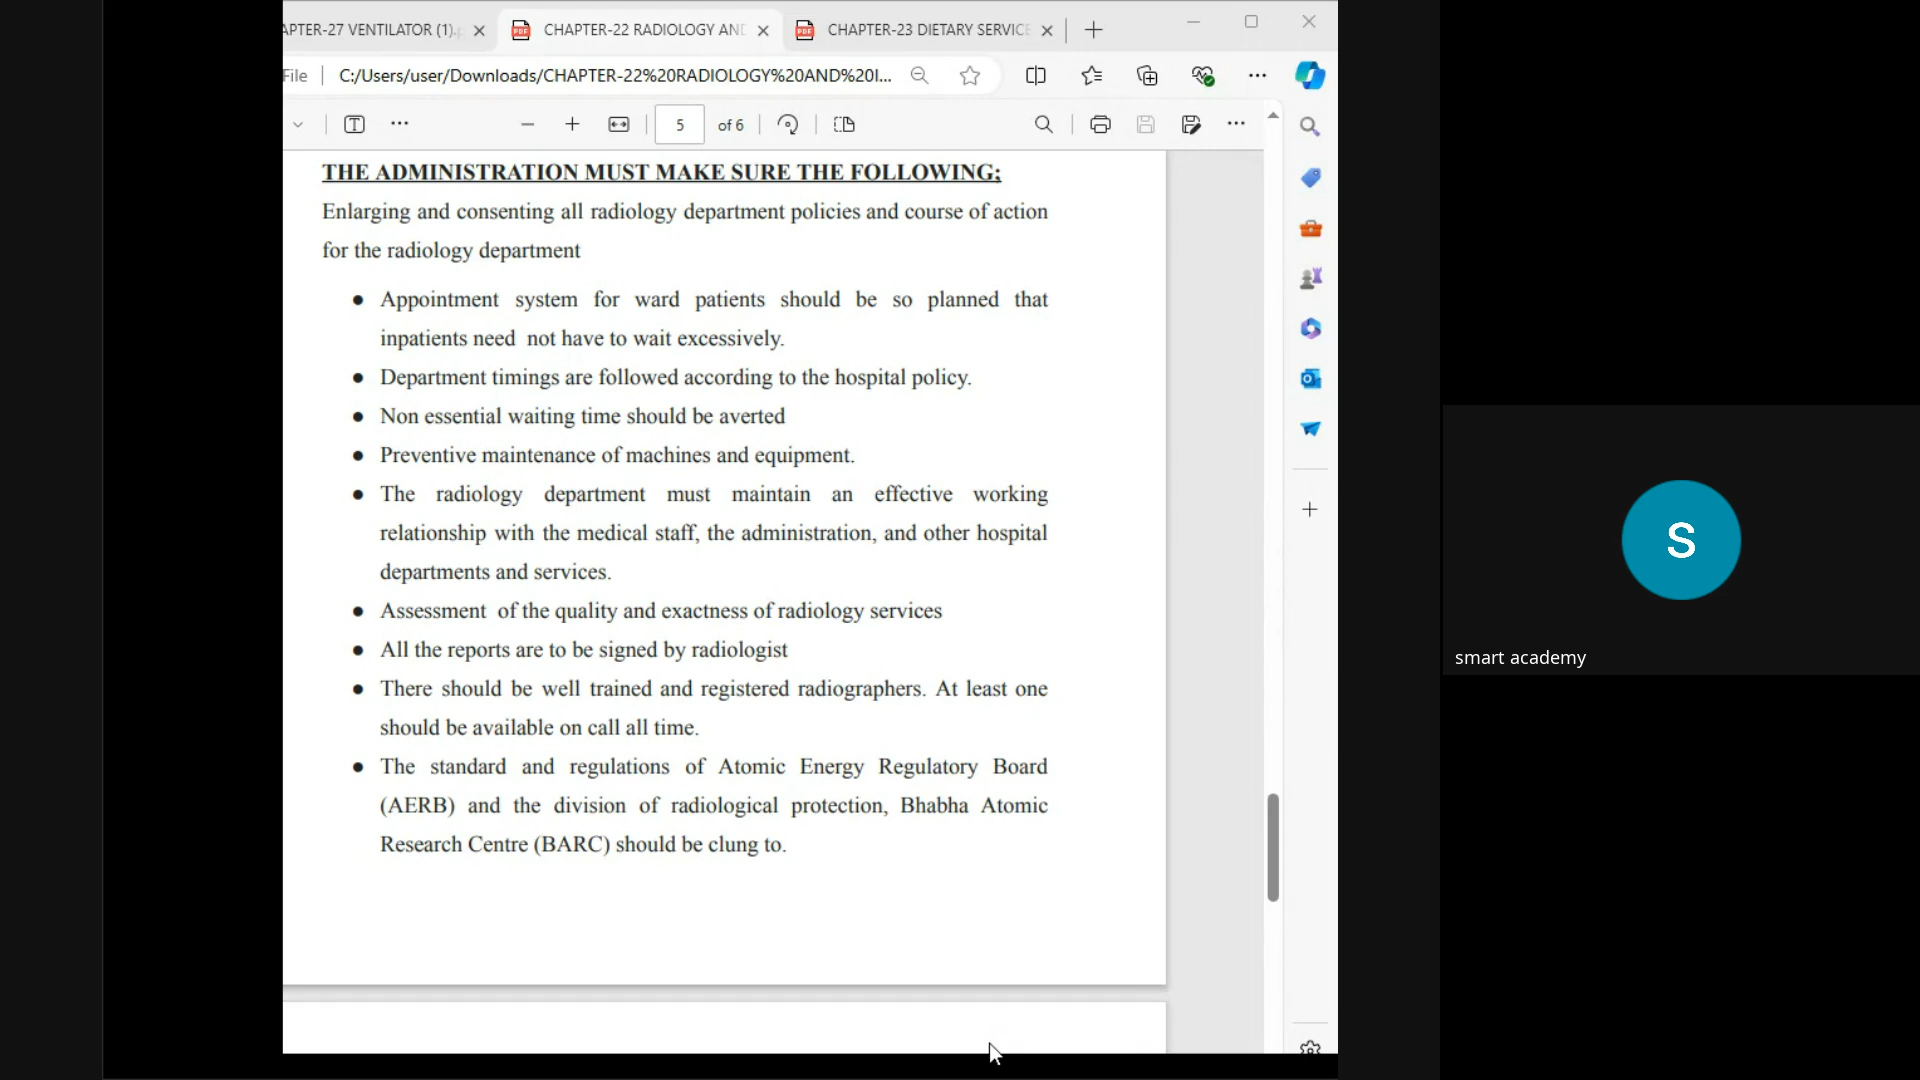 APTER-27 VENTILATOR (1).p
CHAPTER-22 RADIOLOGY AND
CHAPTER-23 DIETARY SERVICE
File
C:/Users/user/Downloads/CHAPTER-22%20RADIOLOGY%20AND%20I...
5 of 6
THE ADMINISTRATION MUST MAKE SURE THE FOLLOWING;
Enlarging and consenting all radiology department policies and course of action
for the radiology department
● Appointment system for ward patients should be so planned that
inpatients need not have to wait excessively.
● Department timings are followed according to the hospital policy.
● Non essential waiting time should be averted
● Preventive maintenance of machines and equipment.
● The radiology department must maintain an effective working
relationship with the medical staff, the administration, and other hospital
departments and services.
● Assessment of the quality and exactness of radiology services
● All the reports are to be signed by radiologist
● There should be well trained and registered radiographers. At least one
should be available on call all time.
● The standard and regulations of Atomic Energy Regulatory Board
(AERB) and the division of radiological protection, Bhabha Atomic
Research Centre (BARC) should be clung to.
S
smart academy